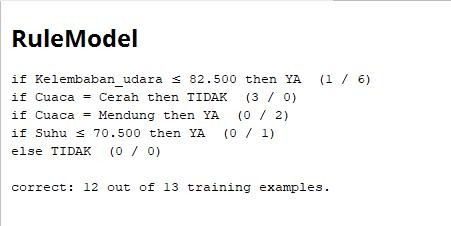 RuleModel
if Kelembaban_udara ≤ 82.500 then YA  (1 / 6)
if Cuaca = Cerah then TIDAK  (3 / 0)
if Cuaca = Mendung then YA  (0 / 2)
if Suhu ≤ 70.500 then YA  (0 / 1)
else TIDAK  (0 / 0)
correct: 12 out of 13 training examples.